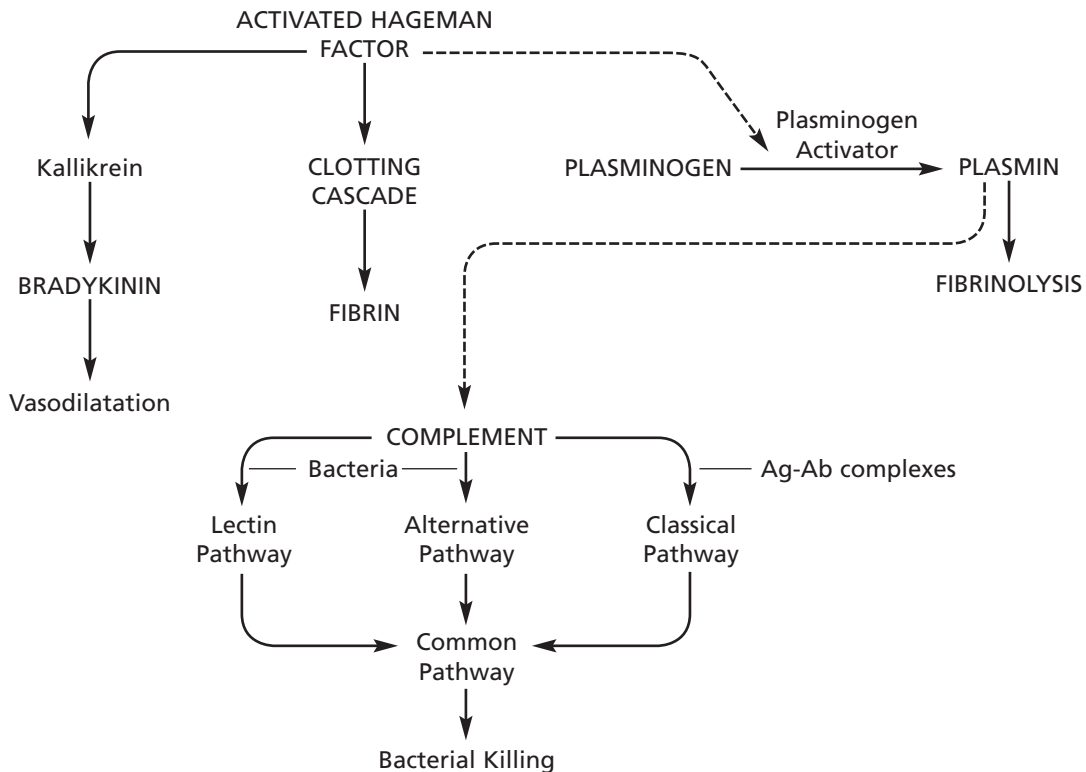 ACTIVATED HAGEMAN
FACTOR
Plasminogen
Activator
Kallikrein
CLOTTING
CASCADE
PLASMINOGEN
PLASMIN
BRADYKININ
FIBRIN
FIBRINOLYSIS
Vasodilatation
COMPLEMENT
Bacteria
Ag-Ab complexes
Lectin
Pathway
Alternative
Pathway
Classical
Pathway
Common
Pathway
Bacterial Killing